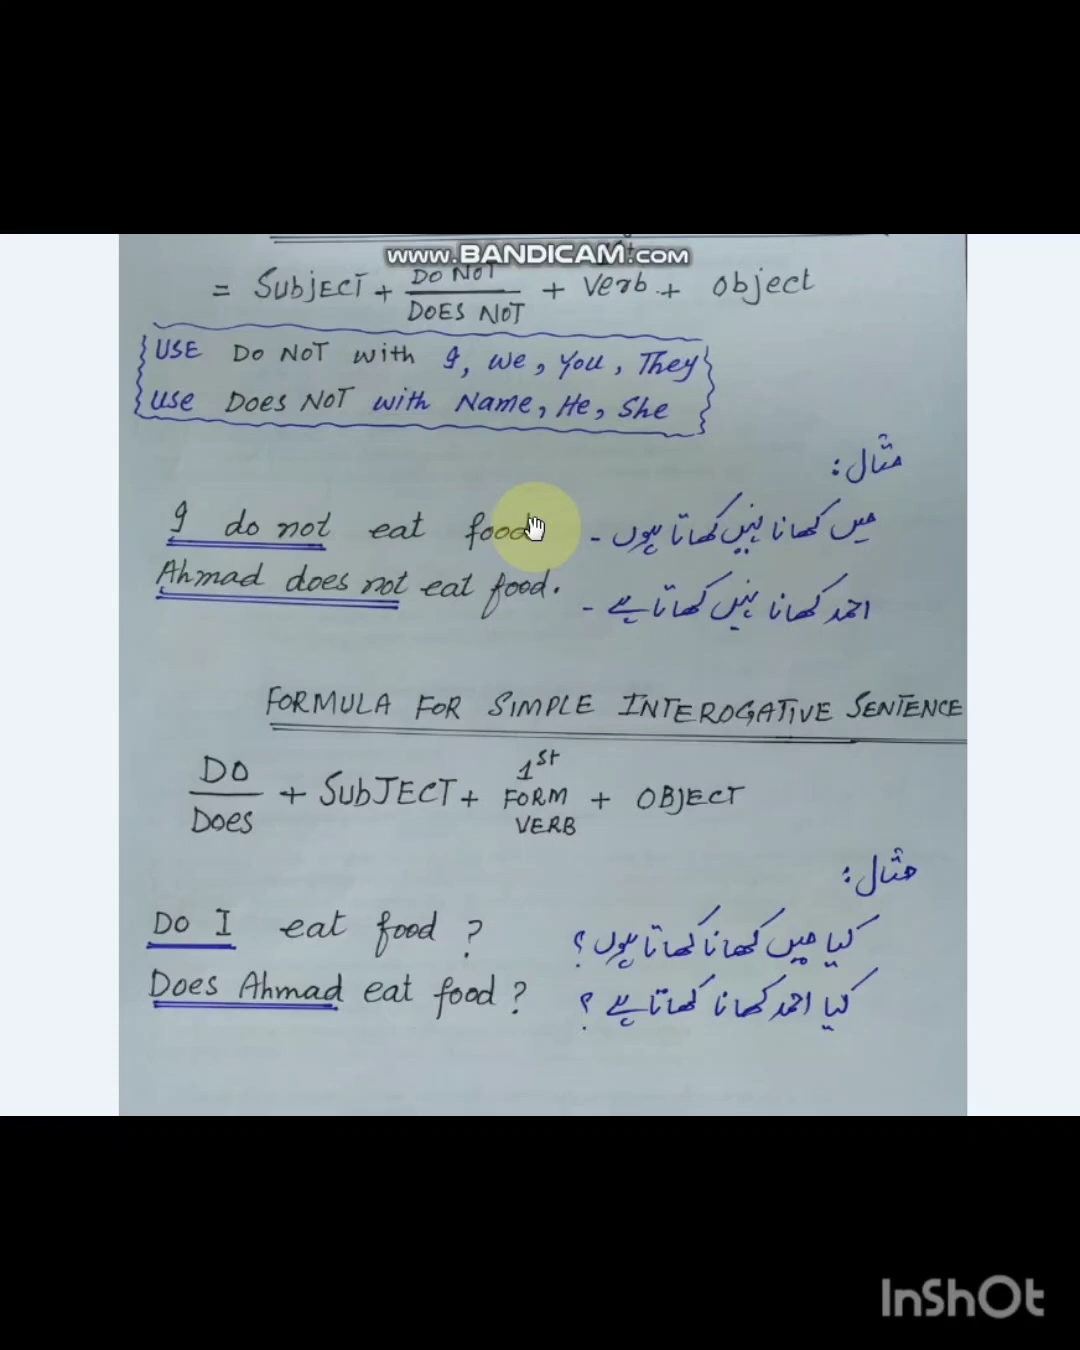 www.BANDICAM.com
= SubJECT + DO NOT / DOES NOT + Verb + Object
USE DO NOT with I, we, You, They
Use DOES NOT with Name, He, She
مثال:
I do not eat food
میں کھانا نہیں کھاتا ہوں -
Ahmad does not eat food.
احمد کھانا نہیں کھاتا ہے -
FORMULA FOR SIMPLE INTEROGATIVE SENTENCE
DO / Does + SubJECT + 1st FORM VERB + OBJECT
مثال:
Do I eat food ?
کیا میں کھانا کھاتا ہوں ؟
Does Ahmad eat food ?
کیا احمد کھانا کھاتا ہے ؟
InShOt